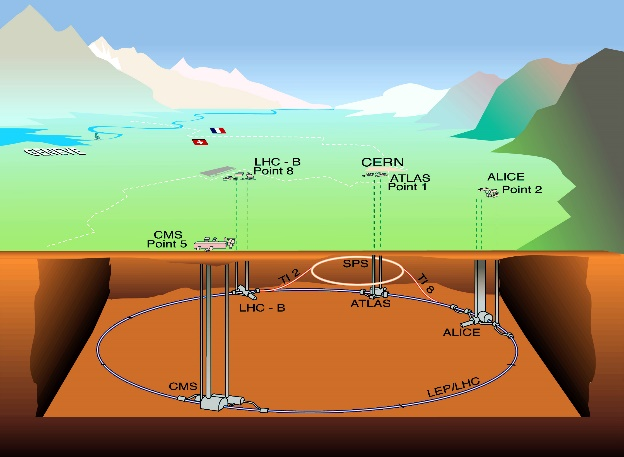 GENEVE
LHC - B
Point 8
CERN
ATLAS
Point 1
ALICE
Point 2
CMS
Point 5
SPS
TI 2
TI 8
LHC - B
ATLAS
ALICE
CMS
LEP/LHC